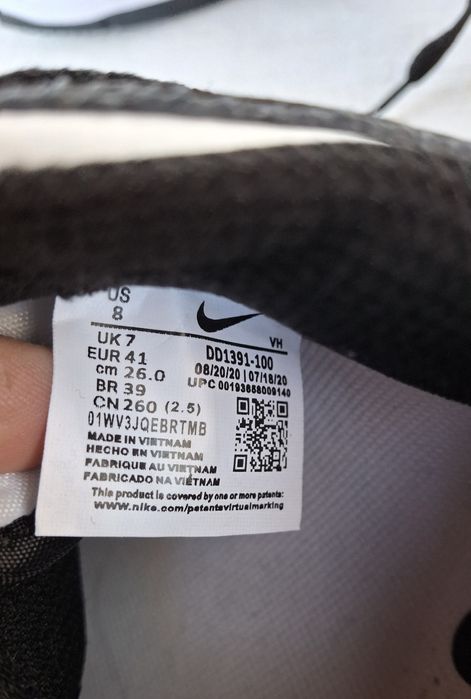 US
8
UK 7
EUR 41
cm 26.0
BR 39
CN 260 (2.5)
VH
DD1391-100
08/20/20 | 07/18/20
UPC 00193658009140
01WV3JQEBRTMB
MADE IN VIETNAM
HECHO EN VIETNAM
FABRIQUE AU VIETNAM
FABRICADO NA VIETNAM
This product is covered by one or more patents:
www.nike.com/patentsvirtualmarking